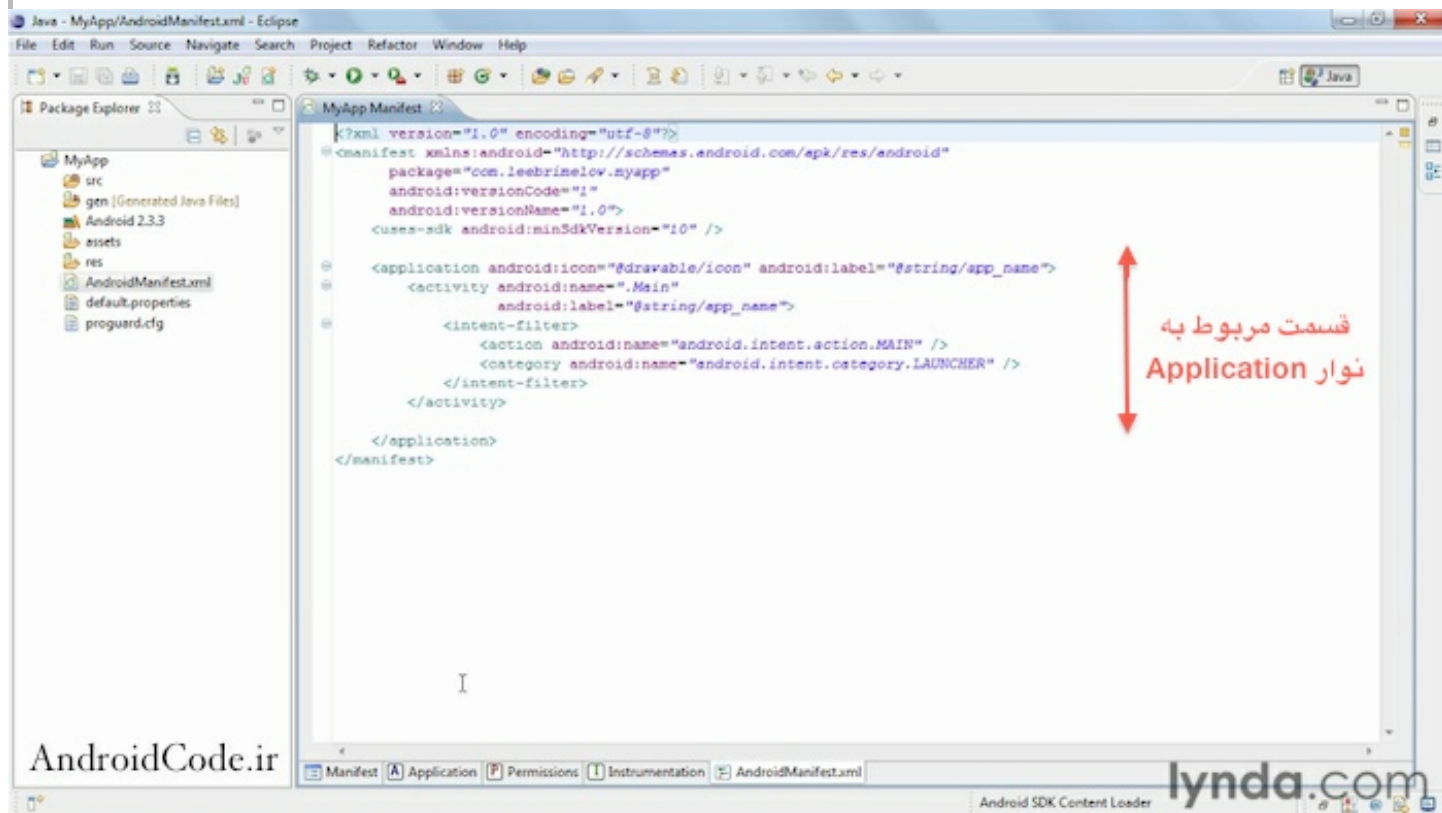 Java - MyApp/AndroidManifest.xml - Eclipse
File Edit Run Source Navigate Search Project Refactor Window Help
Java
Package Explorer
MyApp Manifest
MyApp
src
gen [Generated Java Files]
Android 2.3.3
assets
res
AndroidManifest.xml
default.properties
proguard.cfg
<?xml version="1.0" encoding="utf-8"?>
<manifest xmlns:android="http://schemas.android.com/apk/res/android"
package="com.leebrimelow.myapp"
android:versionCode="1"
android:versionName="1.0">
<uses-sdk android:minSdkVersion="10" />
<application android:icon="@drawable/icon" android:label="@string/app_name">
<activity android:name=".Main"
android:label="@string/app_name">
<intent-filter>
<action android:name="android.intent.action.MAIN" />
<category android:name="android.intent.category.LAUNCHER" />
</intent-filter>
</activity>
</application>
</manifest>
قسمت مربوط به
نوار Application
AndroidCode.ir
Manifest Application Permissions Instrumentation AndroidManifest.xml
lynda.com
Android SDK Content Loader